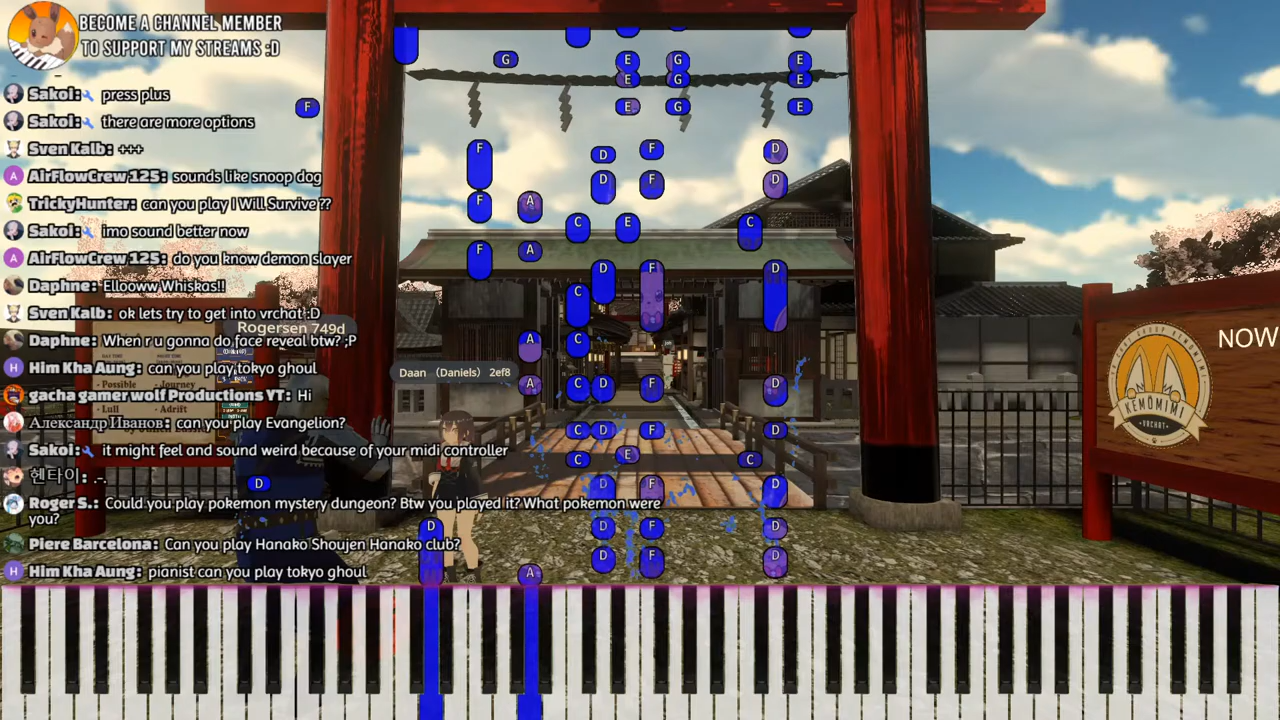 BECOME A CHANNEL MEMBER
TO SUPPORT MY STREAMS :D
Sakoi: press plus
Sakoi: there are more options
Sven Kalb: +++
AirFlowCrew 125: sounds like snoop dog
TrickyHunter: can you play I Will Survive ??
Sakoi: imo sound better now
AirFlowCrew 125: do you know demon slayer
Daphne: Ellooww Whiskas!!
Sven Kalb: ok lets try to get into vrchat :D
Rogersen 749d
Daphne: When r u gonna do face reveal btw? ;P
Him Kha Aung: can you play tokyo ghoul
Daan (Daniels) 2ef8
gacha gamer wolf Productions YT: Hi
Александр Иванов: can you play Evangelion?
Sakoi: it might feel and sound weird because of your midi controller
헨타이: .-.
Roger S.: Could you play pokemon mystery dungeon? Btw you played it? What pokemon were
you?
Piere Barcelona: Can you play Hanako Shoujen Hanako club?
Him Kha Aung: pianist can you play tokyo ghoul
- Possible - Journey
- Lull - Adrift
NOW
KEMOMIMI
VRCHAT
G E G E
E G E
F E G E
F D F D
D F D
F A C E C
F A D F D
C
A C
A C D F D
C D F D
C E C
D D F D
D D F D
D F D
A